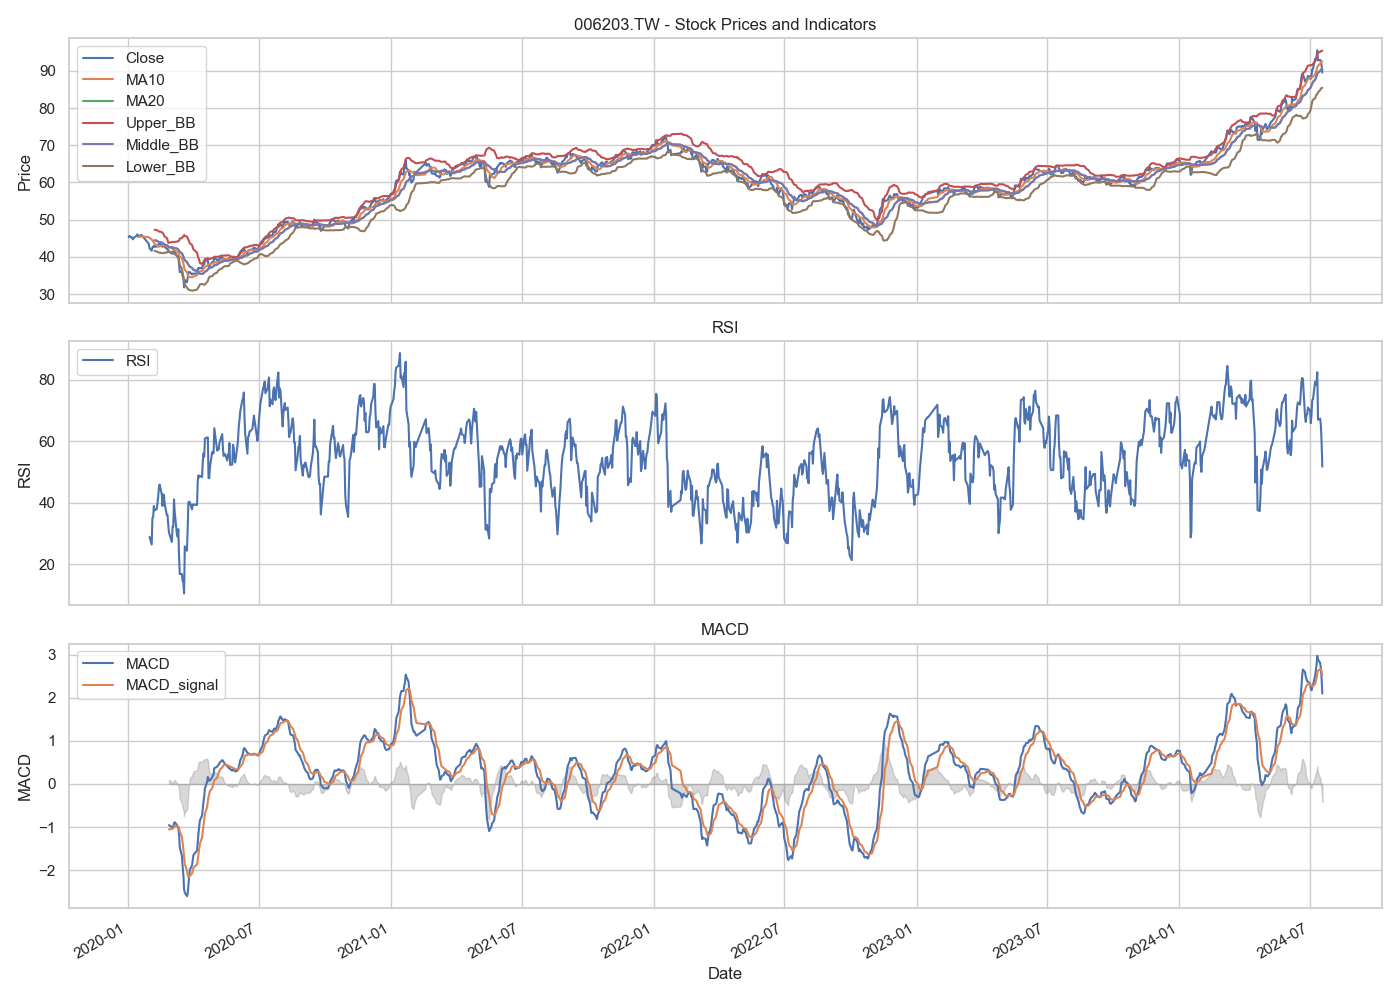 006203.TW - Stock Prices and Indicators
Close
MA10
MA20
Upper_BB
Middle_BB
Lower_BB
Price
90
80
70
60
50
40
30
RSI
RSI
RSI
80
60
40
20
MACD
MACD
MACD_signal
MACD
3
2
1
0
−1
−2
2020-01
2020-07
2021-01
2021-07
2022-01
2022-07
2023-01
2023-07
2024-01
2024-07
Date